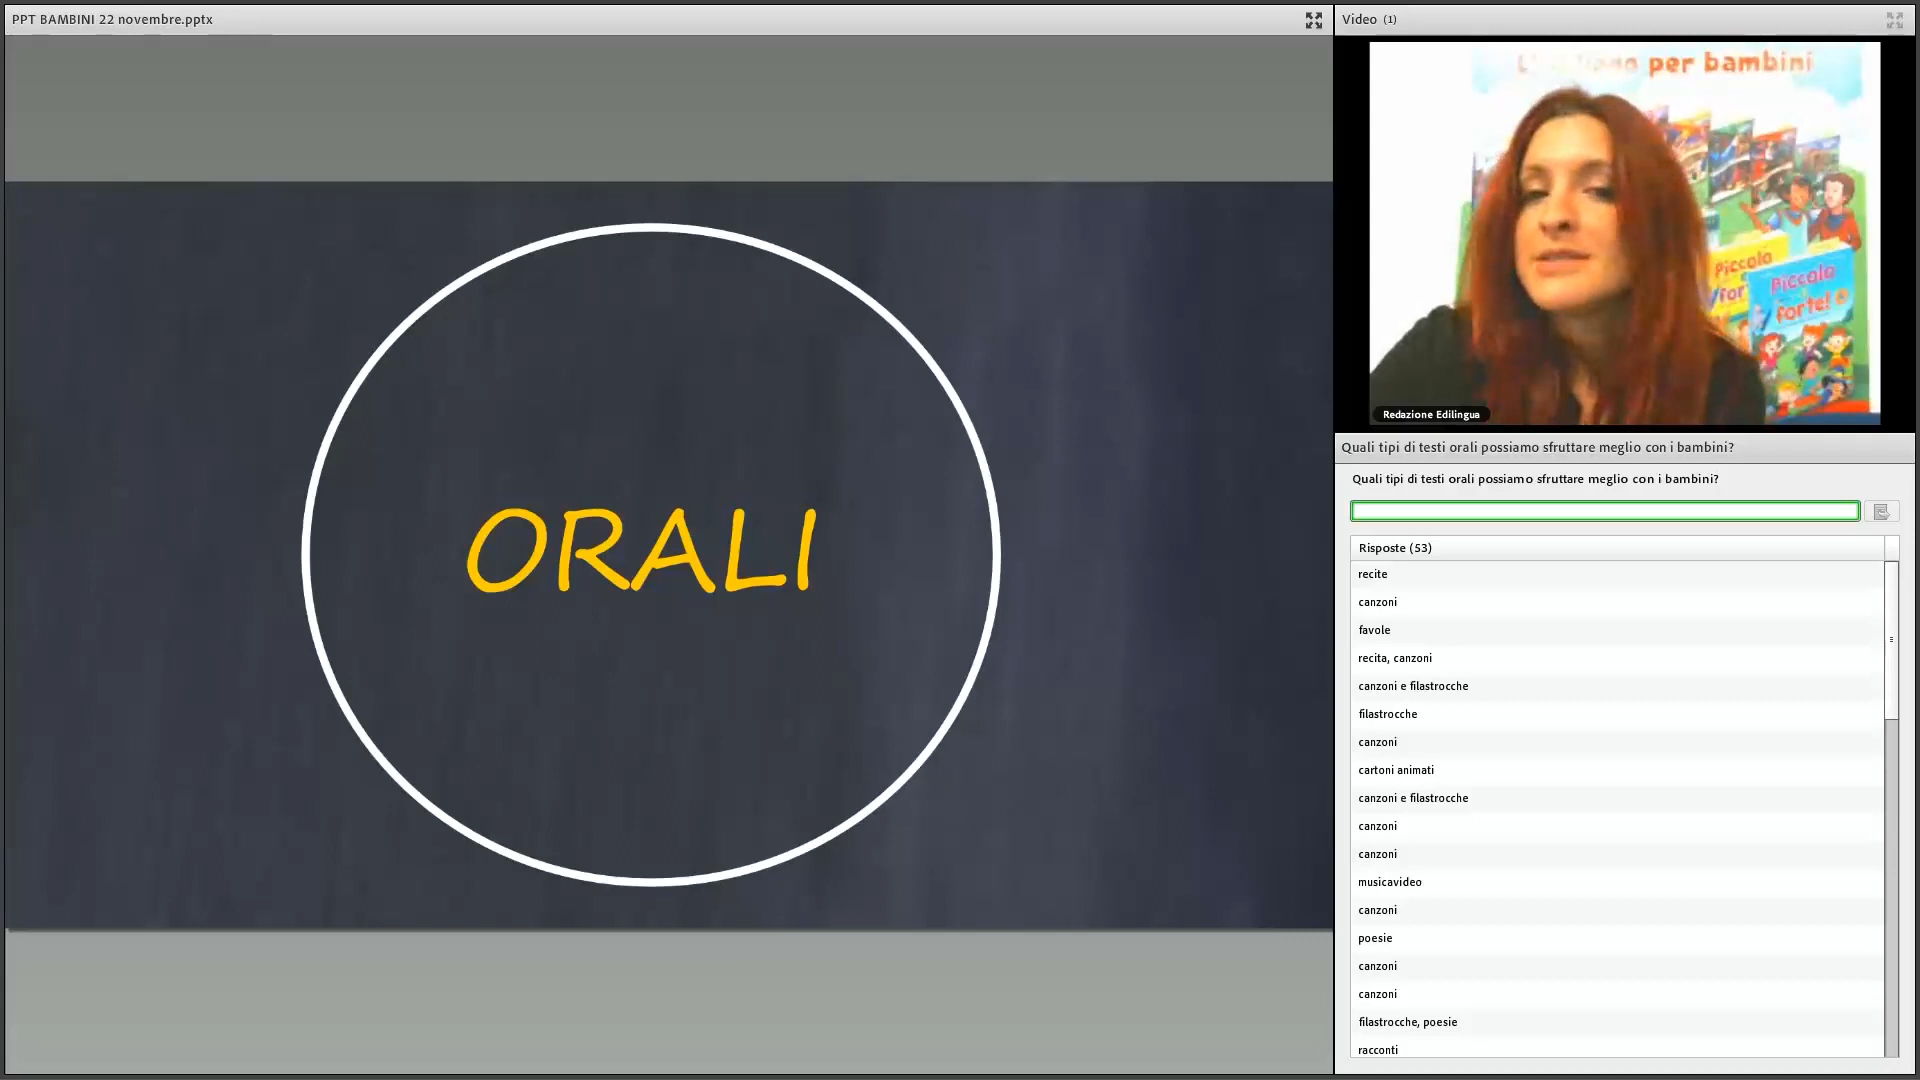 PPT BAMBINI 22 novembre.pptx
ORALI
Video (1)
per bambini
Piccolo
Piccolo
forte!
Redazione Edilingua
Quali tipi di testi orali possiamo sfruttare meglio con i bambini?
Quali tipi di testi orali possiamo sfruttare meglio con i bambini?
Risposte (53)
recite
canzoni
favole
recita, canzoni
canzoni e filastrocche
filastrocche
canzoni
cartoni animati
canzoni e filastrocche
canzoni
canzoni
musicavideo
canzoni
poesie
canzoni
canzoni
filastrocche, poesie
racconti